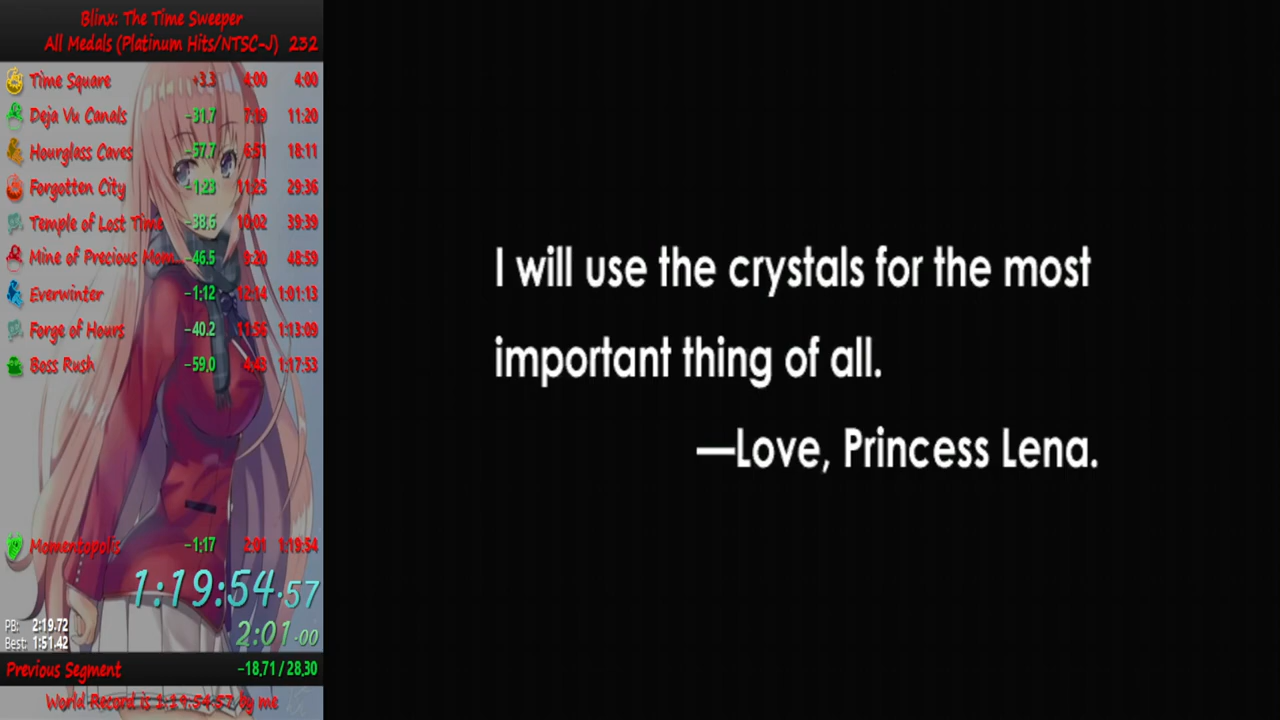 Blinx: The Time Sweeper
All Medals (Platinum Hits/NTSC-J) 232
Time Square +3.3 4:00 4:00
Deja Vu Canals -31.7 7:19 11:20
Hourglass Caves -57.7 6:51 18:11
Forgotten City -1:23 11:25 29:36
Temple of Lost Time -38.6 10:02 39:39
Mine of Precious Mom... -46.5 9:20 48:59
Everwinter -1:12 12:14 1:01:13
Forge of Hours -40.2 11:56 1:13:09
Boss Rush -59.0 4:43 1:17:53
Momentopolis -1:17 2:01 1:19:54
1:19:54.57
PB: 2:19.72
Best: 1:51.42
2:01.00
Previous Segment -18.71 / 28.30
World Record is 1:19:54.57 by me
I will use the crystals for the most
important thing of all.
—Love, Princess Lena.